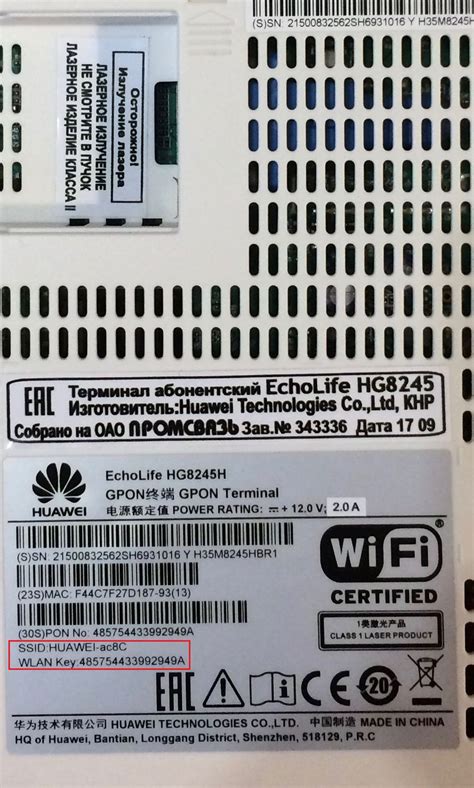 (S)SN: 21500832562SH6931016 Y H35M8245H
Осторожно!
Излучение лазера
ЛАЗЕРНОЕ ИЗЛУЧЕНИЕ
НЕ СМОТРИТЕ В ПУЧОК
ЛАЗЕРНОЕ ИЗДЕЛИЕ КЛАССА II
EAC
Терминал абонентский EchoLife HG8245
Изготовитель:Huawei Technologies Co.,Ltd, КНР
Собрано на ОАО ПРОМСВЯЗЬ Зав.№ 343336 Дата 17 09
HUAWEI
EchoLife HG8245H
GPON终端 GPON Terminal
电源额定值 POWER RATING: ⎓ + 12.0 V; 2.0 A
(S)SN: 21500832562SH6931016 Y H35M8245HBR1
(23S)MAC: F44C7F27D187-93(13)
(30S)PON No: 485754433992949A
SSID:HUAWEI-ac8C
WLAN Key:485754433992949A
WiFi®
CERTIFIED
1类激光产品
CLASS 1 LASER PRODUCT
EAC
CE
20
华为技术有限公司 HUAWEI TECHNOLOGIES CO.,LTD. 中国制造 MADE IN CHINA
HQ of Huawei, Bantian, Longgang District, Shenzhen, 518129, P.R.C